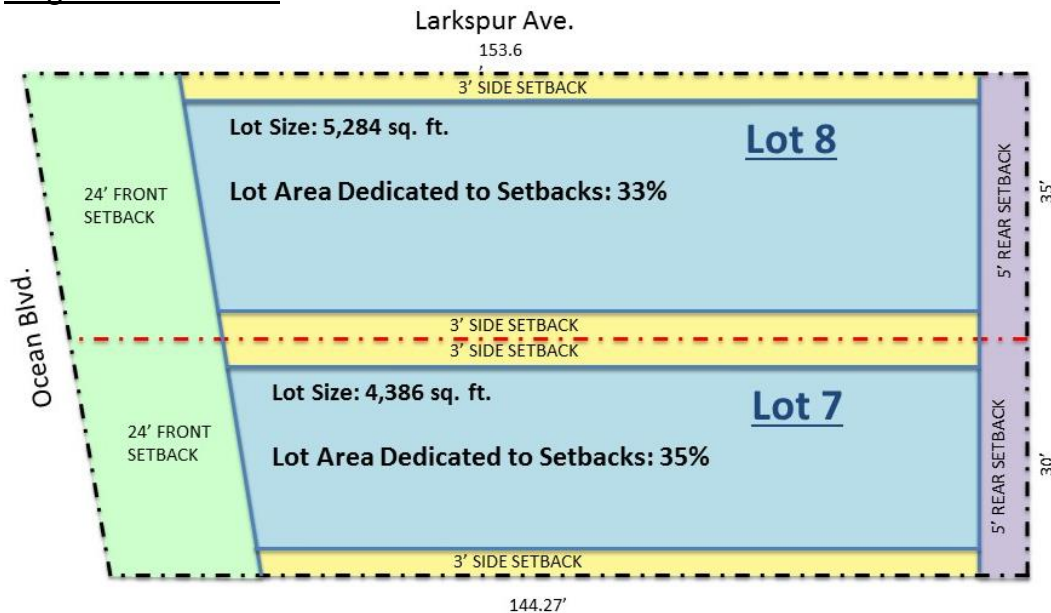 Larkspur Ave.
153.6
'
3' SIDE SETBACK
Lot Size: 5,284 sq. ft.
Lot 8
Lot Area Dedicated to Setbacks: 33%
24' FRONT
SETBACK
5' REAR SETBACK
35'
Ocean Blvd.
3' SIDE SETBACK
3' SIDE SETBACK
Lot Size: 4,386 sq. ft.
Lot 7
24' FRONT
SETBACK
Lot Area Dedicated to Setbacks: 35%
5' REAR SETBACK
30'
3' SIDE SETBACK
144.27'